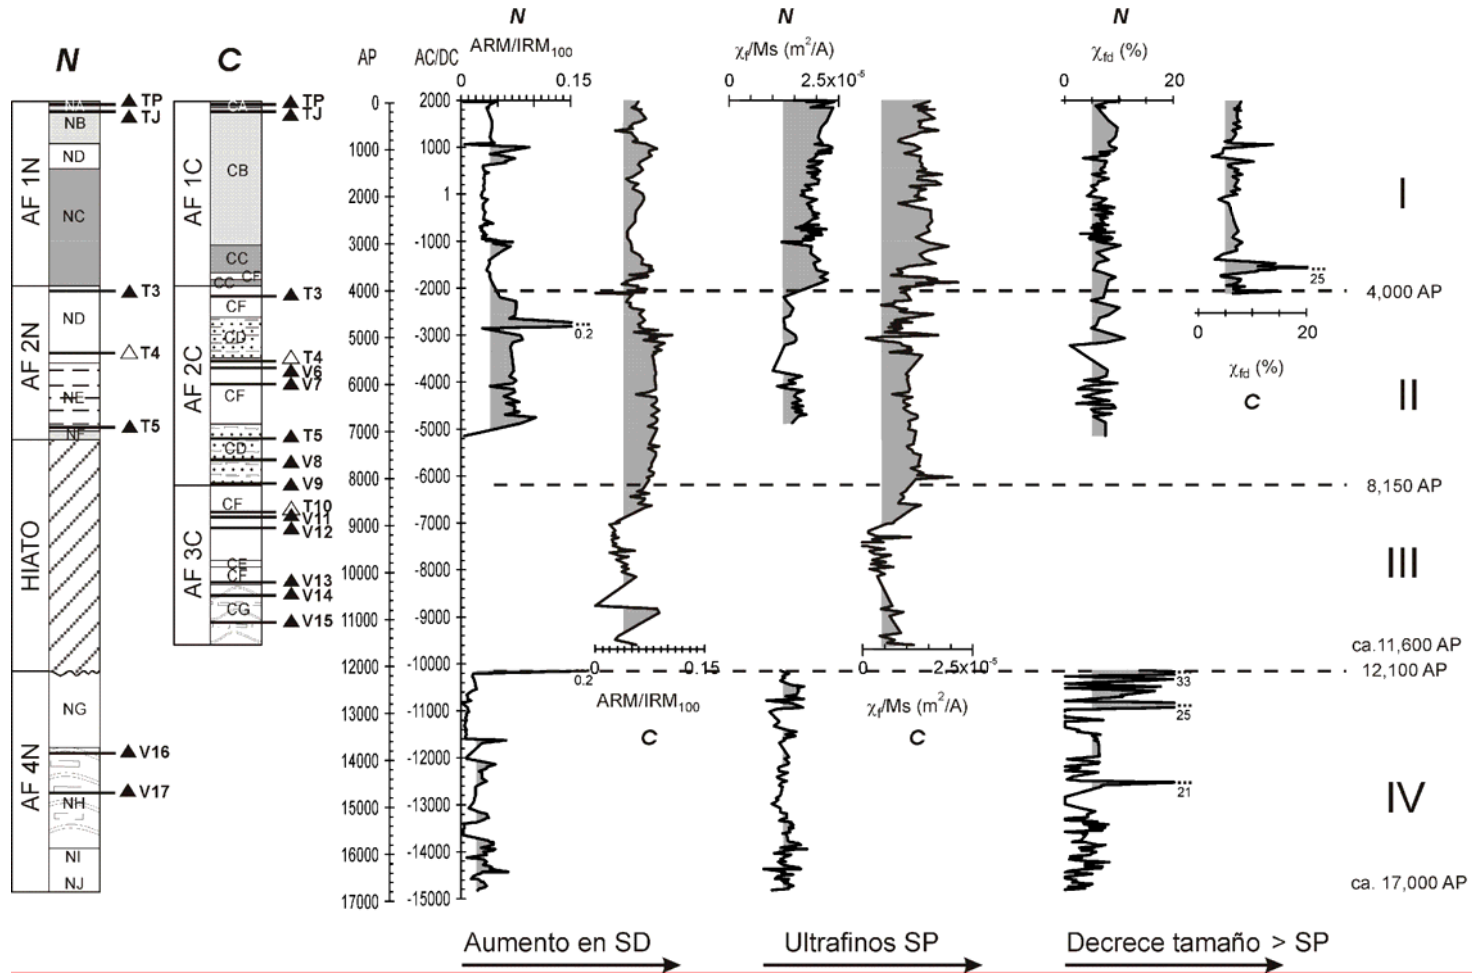 N
N
N
ARM/IRM100
χf/Ms (m²/A)
χfd (%)
N
C
AP
AC/DC
0
0.15
0
2.5x10⁻⁵
0
20
NA
TP
TJ
NB
ND
NC
AF 1N
T3
ND
T4
NE
AF 2N
T5
NF
HIATO
NG
V16
V17
NH
NI
NJ
AF 4N
CA
TP
TJ
CB
CC
CF
CC
AF 1C
T3
CF
CD
T4
V6
V7
CF
AF 2C
T5
CD
V8
V9
CF
T10
V11
V12
CE
CF
AF 3C
V13
V14
CG
V15
0
1000
2000
3000
4000
5000
6000
7000
8000
9000
10000
11000
12000
13000
14000
15000
16000
17000
2000
1000
1
-1000
-2000
-3000
-4000
-5000
-6000
-7000
-8000
-9000
-10000
-11000
-12000
-13000
-14000
-15000
0.2
0.2
0
0.15
ARM/IRM100
C
0
2.5x10⁻⁵
χf/Ms (m²/A)
C
25
0
10
20
χfd (%)
C
33
25
21
I
4,000 AP
II
8,150 AP
III
ca.11,600 AP
12,100 AP
IV
ca. 17,000 AP
Aumento en SD
Ultrafinos SP
Decrece tamaño > SP